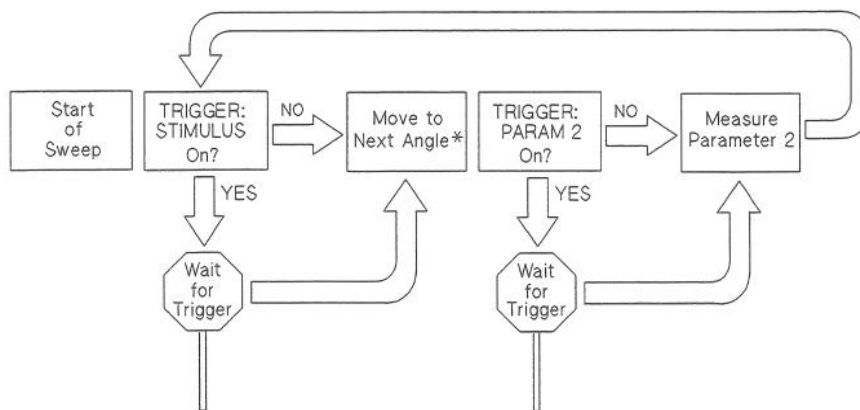 Start
of
Sweep
TRIGGER:
STIMULUS
On?
NO
Move to
Next Angle*
TRIGGER:
PARAM 2
On?
NO
Measure
Parameter 2
YES
YES
Wait
for
Trigger
Wait
for
Trigger